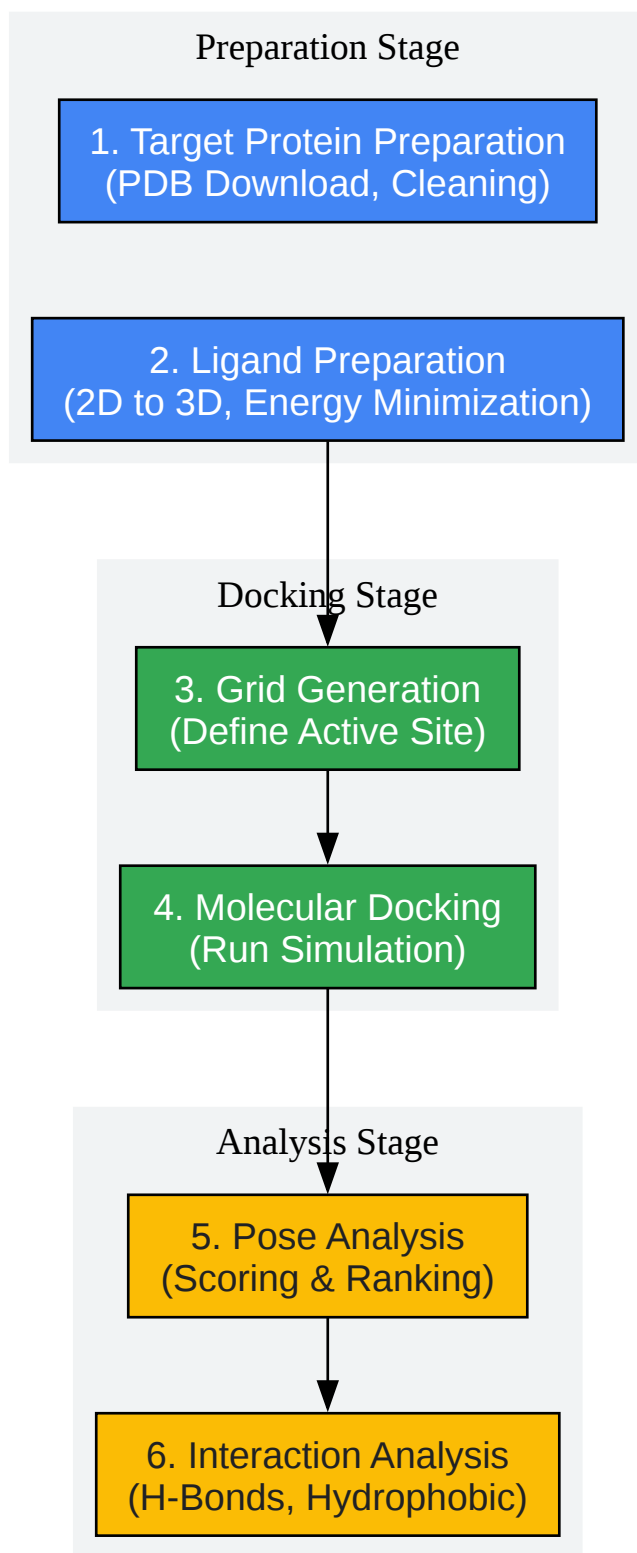 Preparation Stage
1. Target Protein Preparation
(PDB Download, Cleaning)
2. Ligand Preparation
(2D to 3D, Energy Minimization)
Docking Stage
3. Grid Generation
(Define Active Site)
4. Molecular Docking
(Run Simulation)
Analysis Stage
5. Pose Analysis
(Scoring & Ranking)
6. Interaction Analysis
(H-Bonds, Hydrophobic)